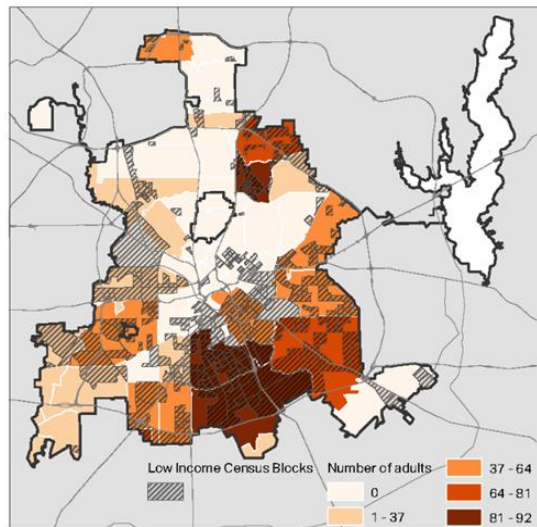 Low Income Census Blocks
Number of adults
0
1 - 37
37 - 64
64 - 81
81 - 92